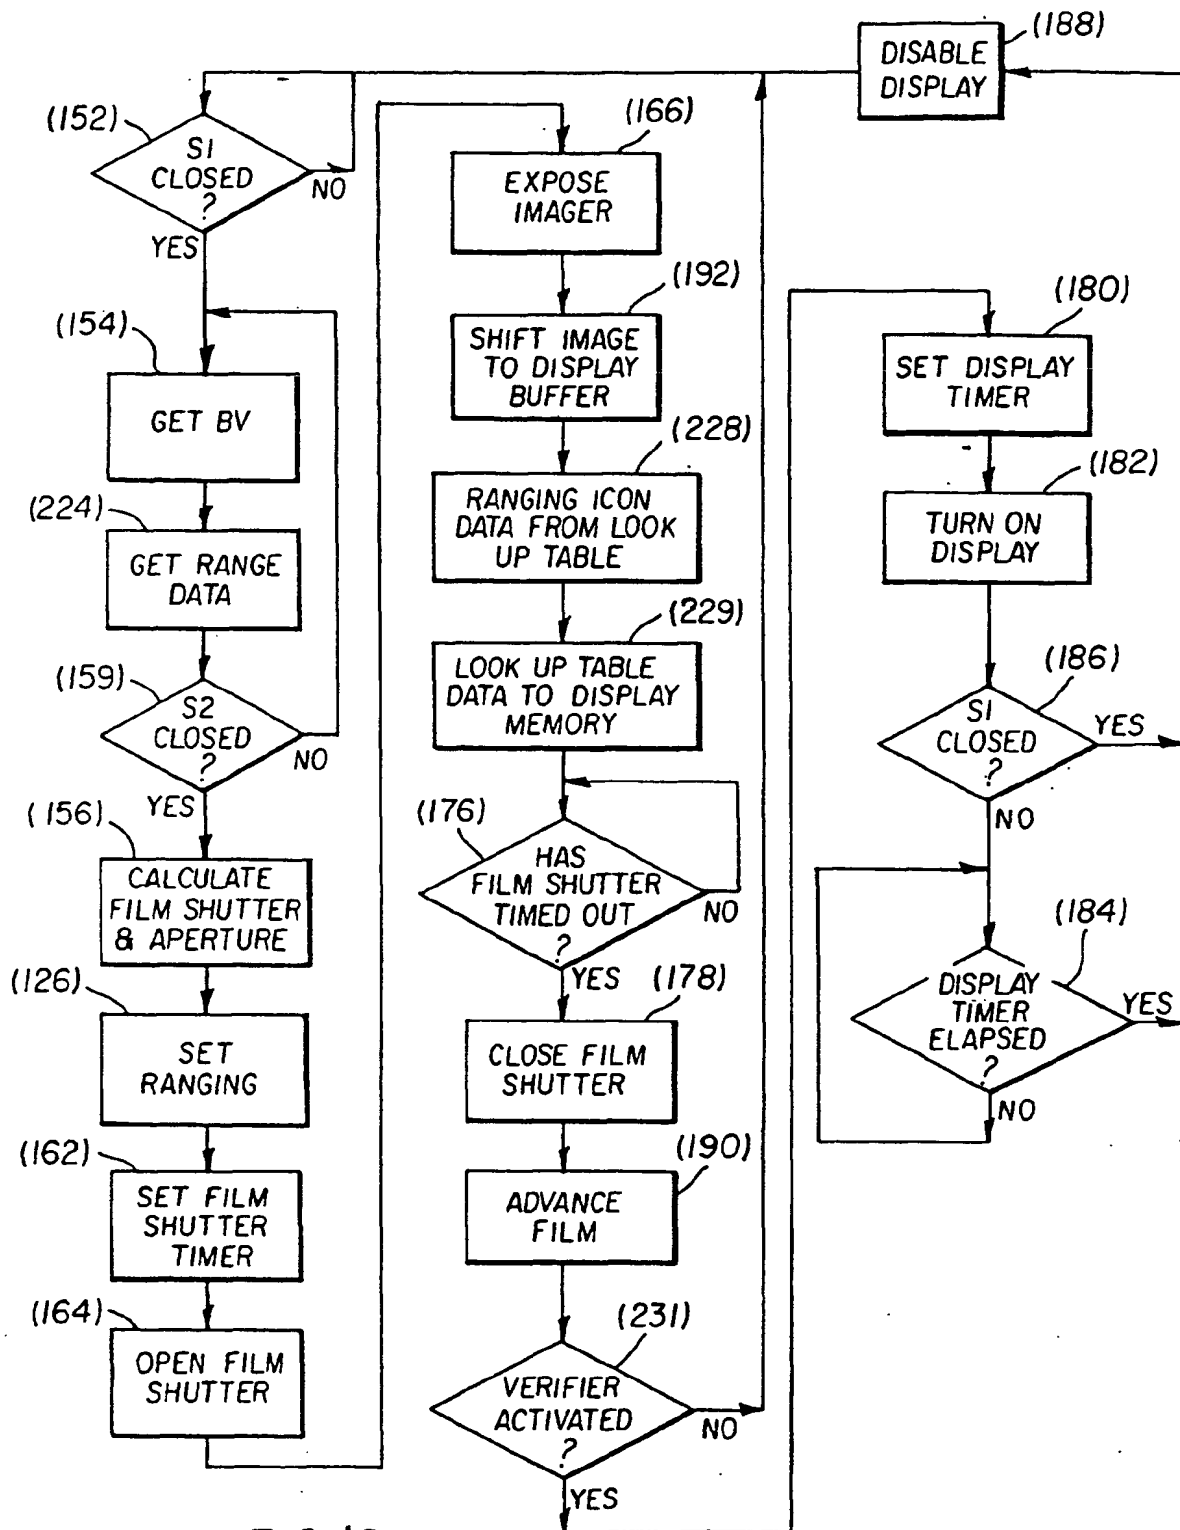 (188)
DISABLE
DISPLAY
(152)
S1
CLOSED
?
NO
YES
(154)
GET BV
(224)
GET RANGE
DATA
(159)
S2
CLOSED
?
NO
YES
(156)
CALCULATE
FILM SHUTTER
& APERTURE
(126)
SET
RANGING
(162)
SET FILM
SHUTTER
TIMER
(164)
OPEN FILM
SHUTTER
(166)
EXPOSE
IMAGER
(192)
SHIFT IMAGE
TO DISPLAY
BUFFER
(228)
RANGING ICON
DATA FROM LOOK
UP TABLE
(229)
LOOK UP TABLE
DATA TO DISPLAY
MEMORY
(176)
HAS
FILM SHUTTER
TIMED OUT
?
NO
YES
(178)
CLOSE FILM
SHUTTER
(190)
ADVANCE
FILM
(231)
VERIFIER
ACTIVATED
?
NO
YES
(180)
SET DISPLAY
TIMER
(182)
TURN ON
DISPLAY
(186)
S1
CLOSED
?
YES
NO
(184)
DISPLAY
TIMER
ELAPSED
?
YES
NO